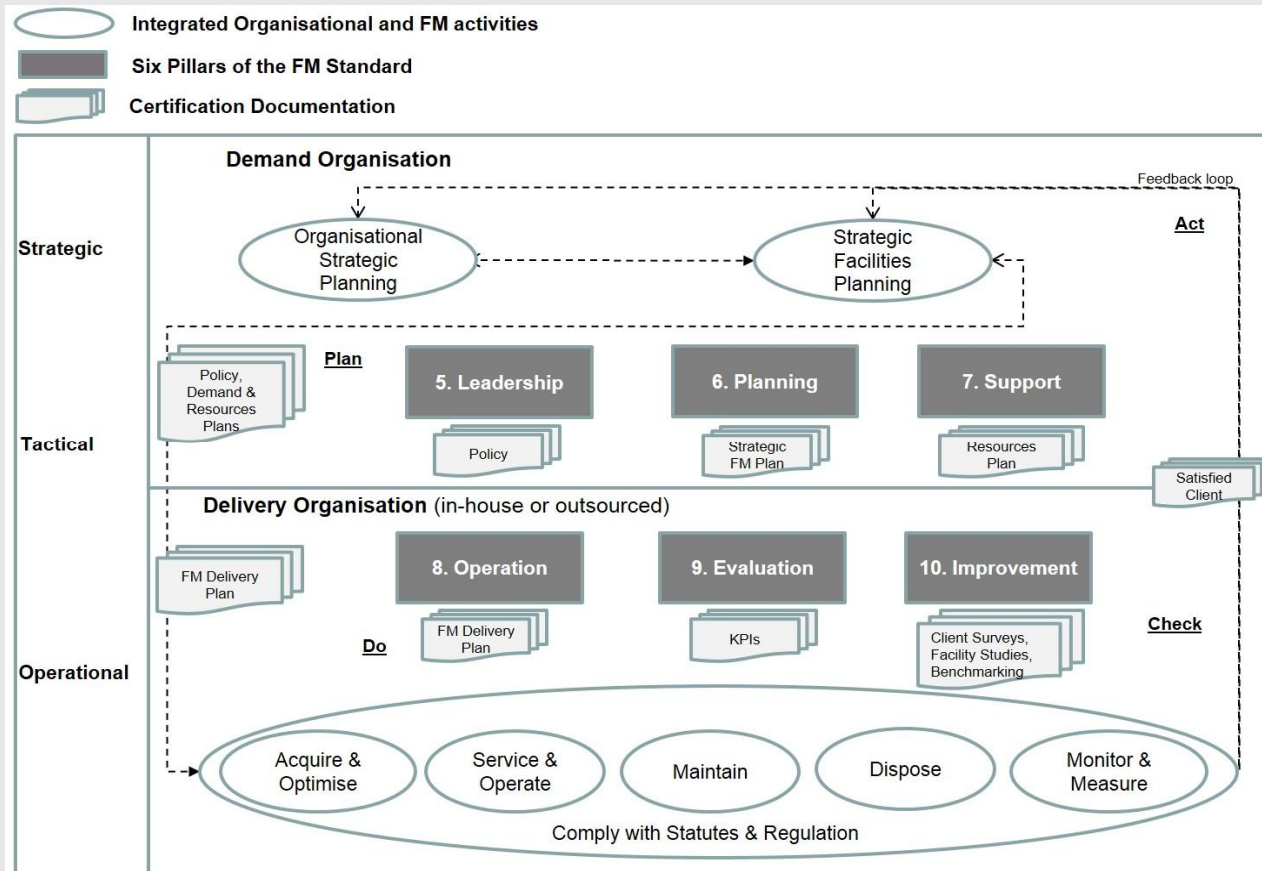 Integrated Organisational and FM activities
Six Pillars of the FM Standard
Certification Documentation
Demand Organisation
Feedback loop
Act
Strategic
Organisational
Strategic
Planning
Strategic
Facilities
Planning
Plan
Policy,
Demand &
Resources
Plans
5. Leadership
6. Planning
7. Support
Tactical
Policy
Strategic
FM Plan
Resources
Plan
Satisfied
Client
Delivery Organisation (in-house or outsourced)
FM Delivery
Plan
8. Operation
9. Evaluation
10. Improvement
Do
FM Delivery
Plan
KPIs
Client Surveys,
Facility Studies,
Benchmarking
Check
Operational
Acquire &
Optimise
Service &
Operate
Maintain
Dispose
Monitor &
Measure
Comply with Statutes & Regulation